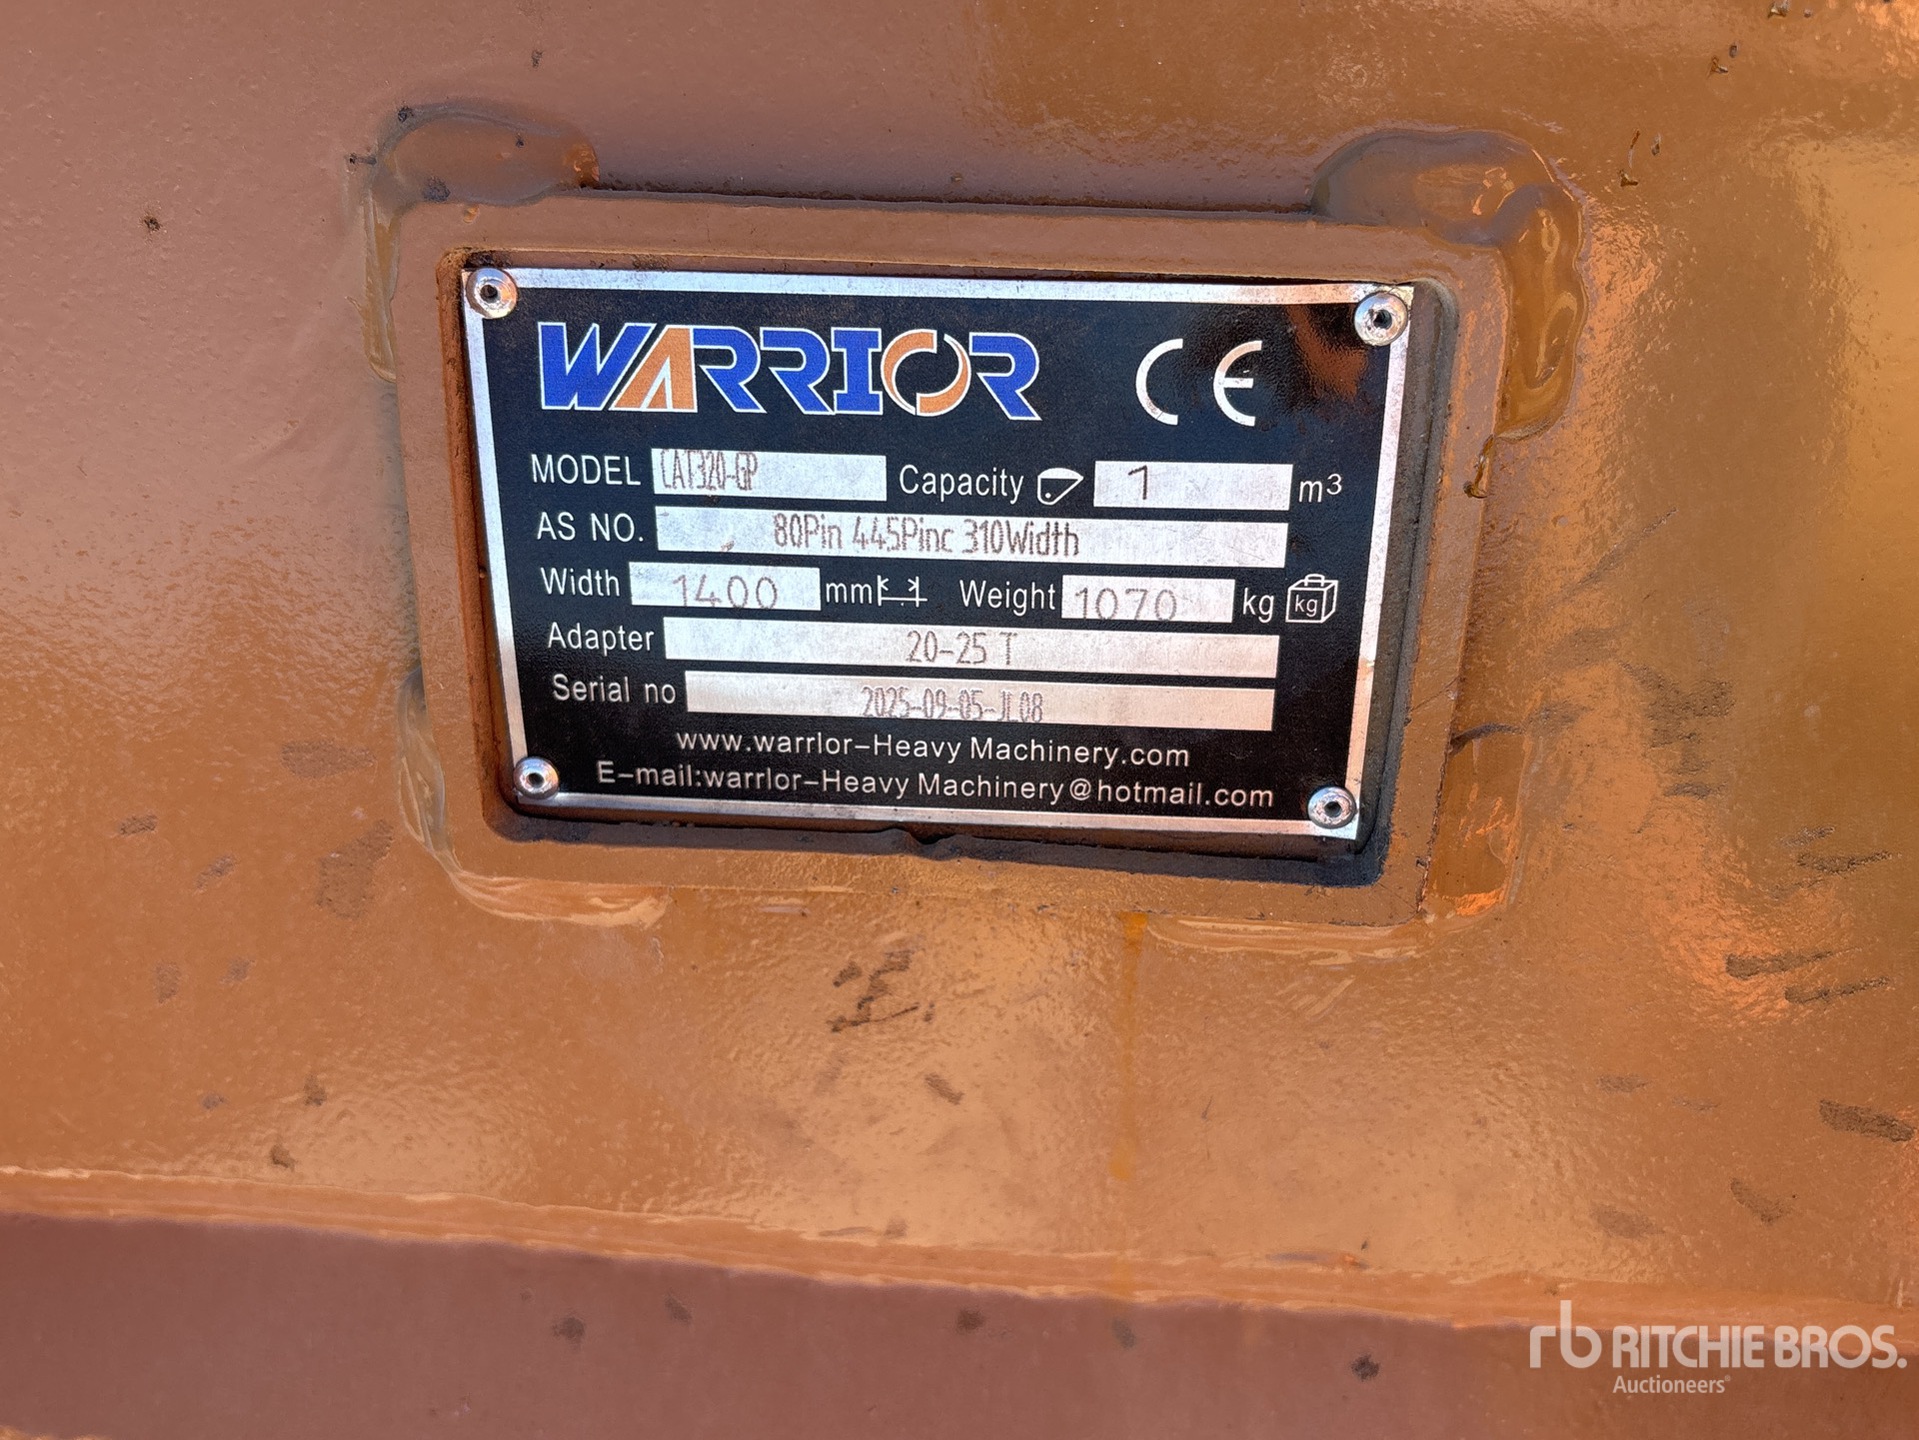 WARRIOR CE
MODEL CAT320-GP Capacity 1 m³
AS NO. 80Pin 445Pinc 310Width
Width 1400 mm Weight 1070 kg kg
Adapter 20-25 T
Serial no 2025-09-05-JL08
www.warrlor-Heavy Machinery.com
E-mail:warrlor-Heavy Machinery@hotmail.com
rb RITCHIE BROS.
Auctioneers®